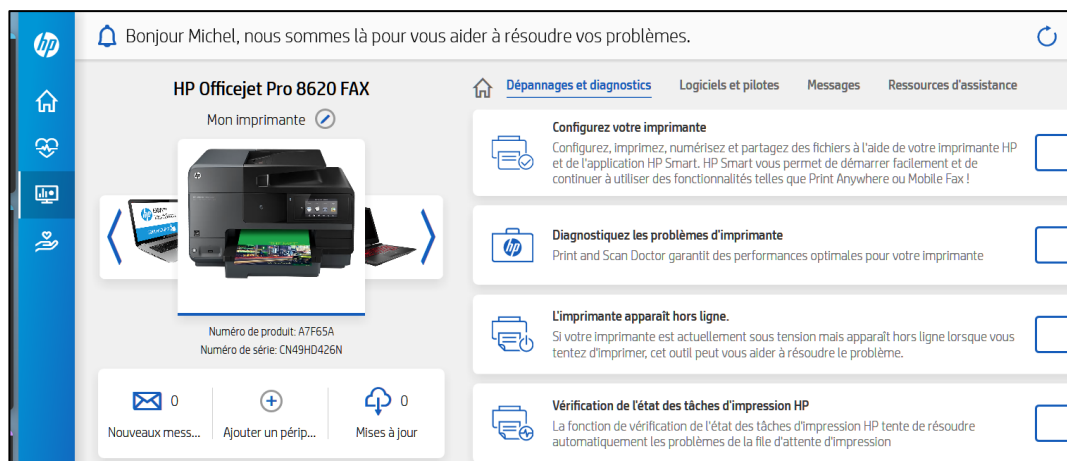 hp
Bonjour Michel, nous sommes là pour vous aider à résoudre vos problèmes.
HP Officejet Pro 8620 FAX
Mon imprimante
Numéro de produit: A7F65A
Numéro de série: CN49HD426N
0
Nouveaux mess...
Ajouter un périp...
0
Mises à jour
Dépannages et diagnostics
Logiciels et pilotes
Messages
Ressources d'assistance
Configurez votre imprimante
Configurez, imprimez, numérisez et partagez des fichiers à l'aide de votre imprimante HP
et de l'application HP Smart. HP Smart vous permet de démarrer facilement et de
continuer à utiliser des fonctionnalités telles que Print Anywhere ou Mobile Fax !
hp
Diagnostiquez les problèmes d'imprimante
Print and Scan Doctor garantit des performances optimales pour votre imprimante
L'imprimante apparaît hors ligne.
Si votre imprimante est actuellement sous tension mais apparaît hors ligne lorsque vous
tentez d'imprimer, cet outil peut vous aider à résoudre le problème.
Vérification de l'état des tâches d'impression HP
La fonction de vérification de l'état des tâches d'impression HP tente de résoudre
automatiquement les problèmes de la file d'attente d'impression